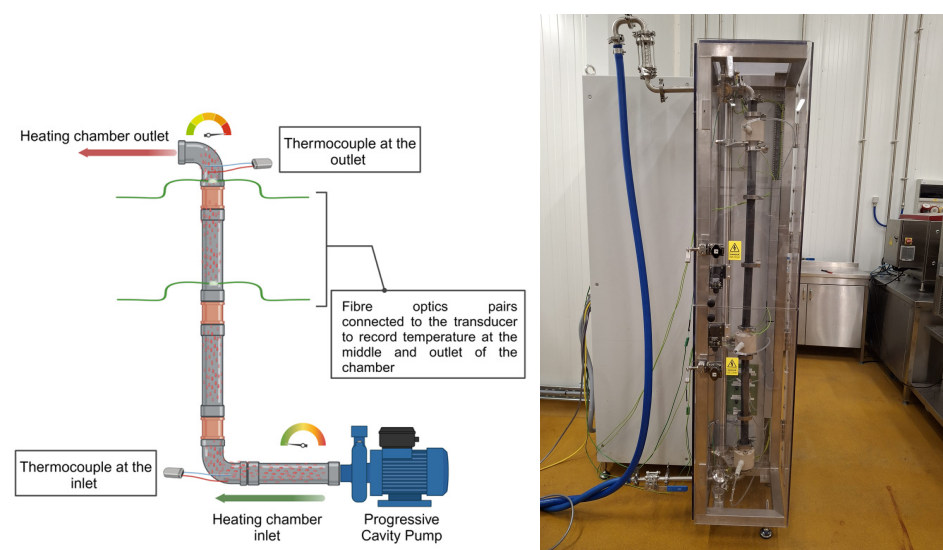 Heating chamber outlet
Thermocouple at the
outlet
Fibre optics pairs
connected to the transducer
to record temperature at the
middle and outlet of the
chamber
Thermocouple at the
inlet
Heating chamber
inlet
Progressive
Cavity Pump